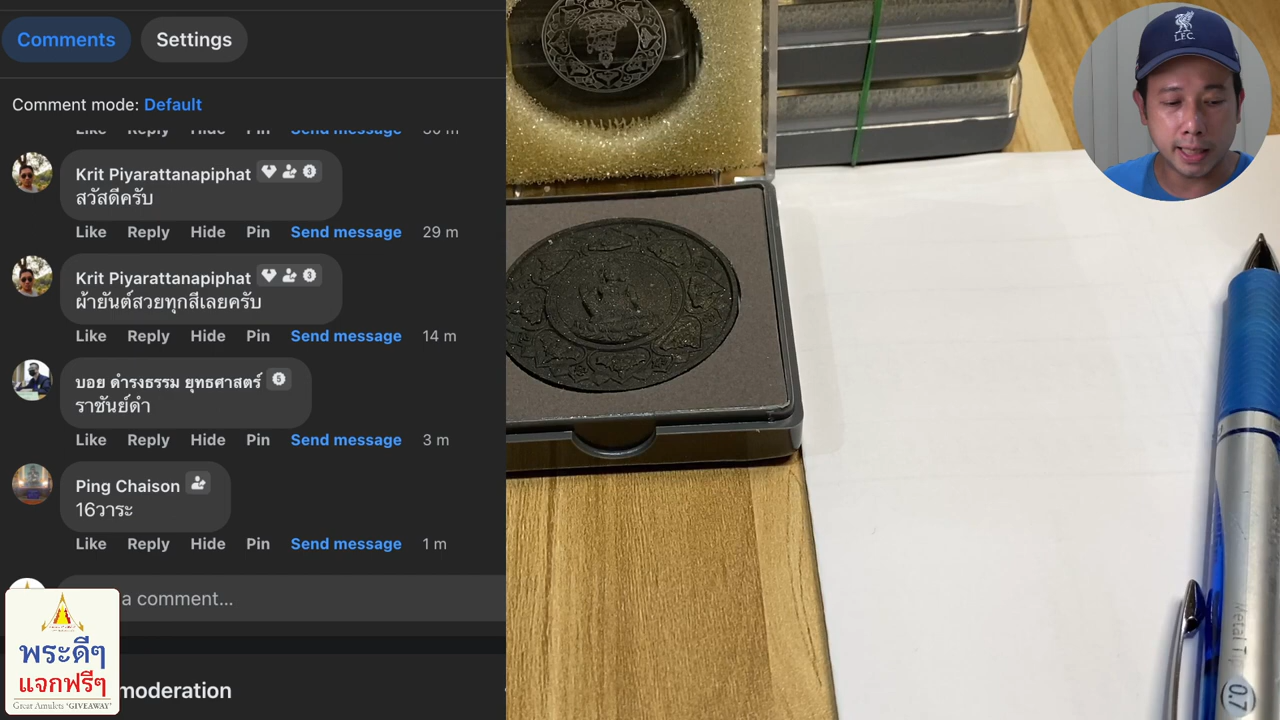 Comments
Settings
Comment mode: Default
Like Reply Hide Pin Send message 30 m
Krit Piyarattanapiphat
สวัสดีครับ
Like Reply Hide Pin Send message 29 m
Krit Piyarattanapiphat
ผ้ายันต์สวยทุกสีเลยครับ
Like Reply Hide Pin Send message 14 m
บอย ดำรงธรรม ยุทธศาสตร์
ราชันย์ดำ
Like Reply Hide Pin Send message 3 m
Ping Chaison
16วาระ
Like Reply Hide Pin Send message 1 m
a comment...
moderation
พระดีๆ
แจกฟรีๆ
Great Amulets 'GIVEAWAY'
L.F.C.
Metal
0.7